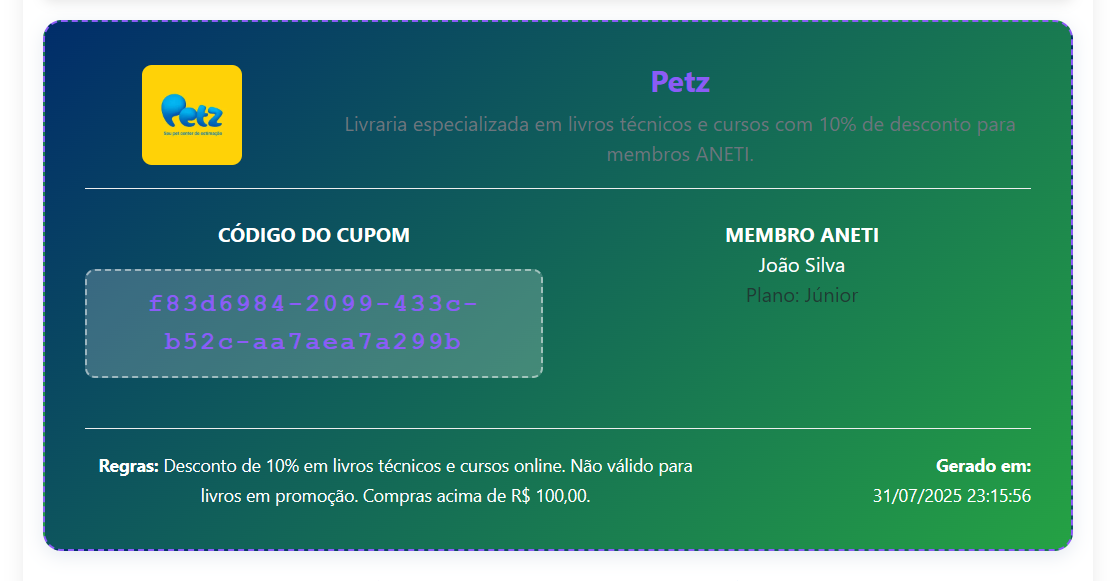 Petz
Seu pet center de estimação
Petz
Livraria especializada em livros técnicos e cursos com 10% de desconto para
membros ANETI.
CÓDIGO DO CUPOM
f83d6984-2099-433c-
b52c-aa7aea7a299b
MEMBRO ANETI
João Silva
Plano: Júnior
Regras: Desconto de 10% em livros técnicos e cursos online. Não válido para
livros em promoção. Compras acima de R$ 100,00.
Gerado em:
31/07/2025 23:15:56